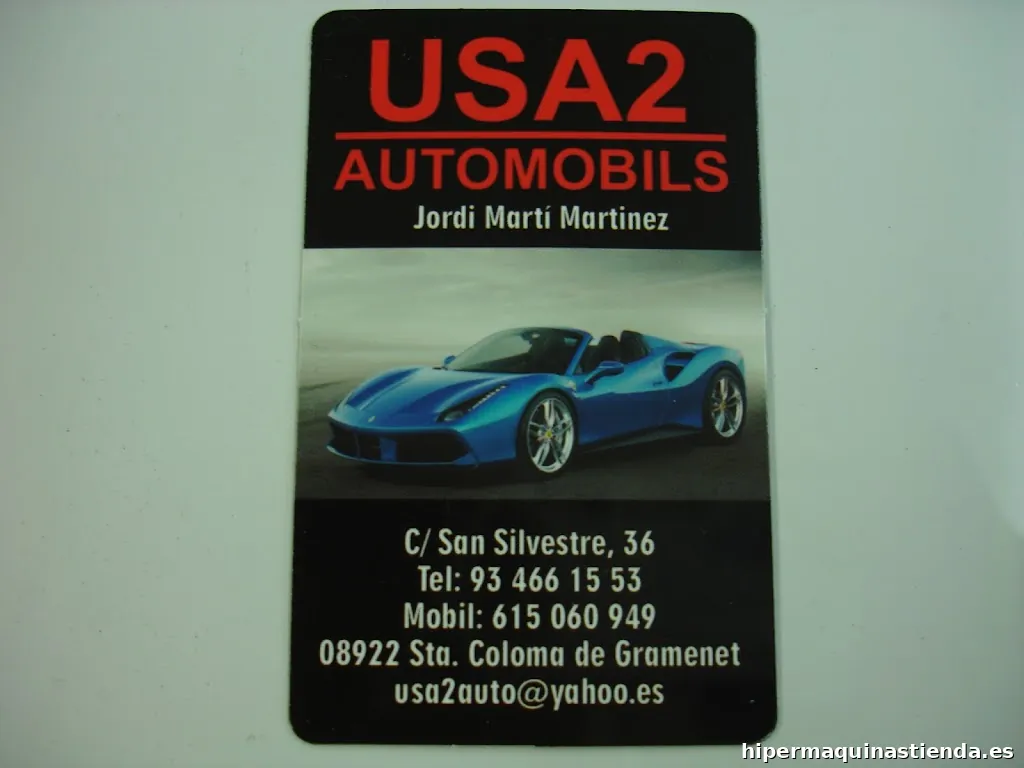 USA2
AUTOMOBILS
Jordi Martí Martinez
C/ San Silvestre, 36
Tel: 93 466 15 53
Mobil: 615 060 949
08922 Sta. Coloma de Gramenet
usa2auto@yahoo.es
hipermaquinastienda.es